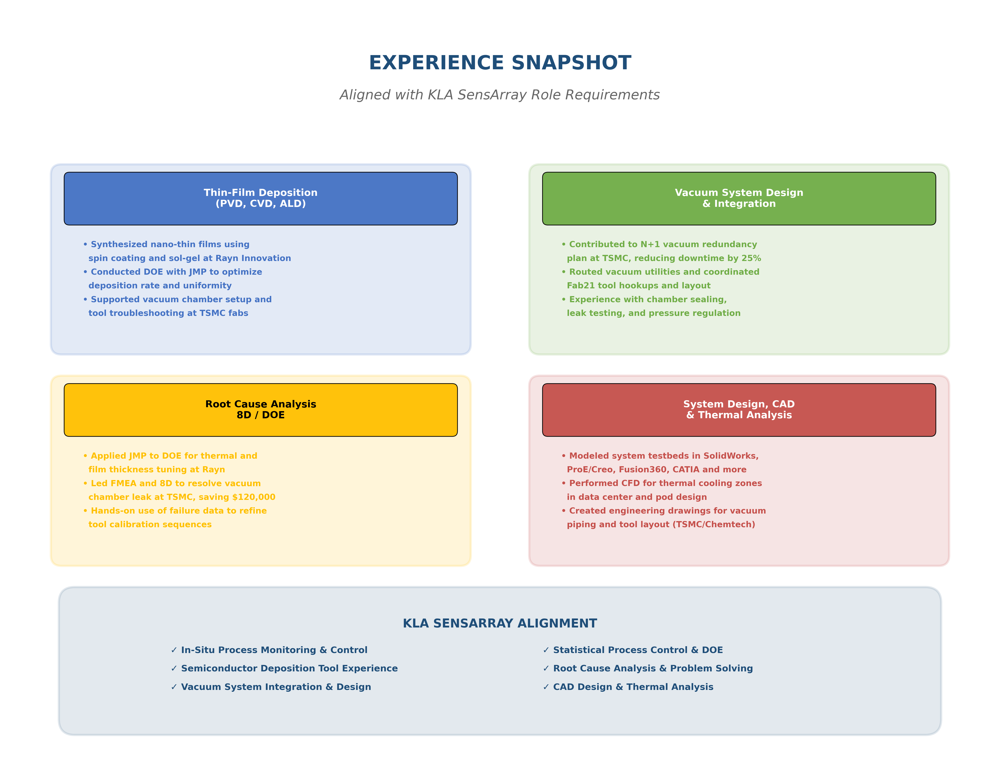 EXPERIENCE SNAPSHOT
Aligned with KLA SensArray Role Requirements
Thin-Film Deposition
(PVD, CVD, ALD)
• Synthesized nano-thin films using
spin coating and sol-gel at Rayn Innovation
• Conducted DOE with JMP to optimize
deposition rate and uniformity
• Supported vacuum chamber setup and
tool troubleshooting at TSMC fabs
Vacuum System Design
& Integration
• Contributed to N+1 vacuum redundancy
plan at TSMC, reducing downtime by 25%
• Routed vacuum utilities and coordinated
Fab21 tool hookups and layout
• Experience with chamber sealing,
leak testing, and pressure regulation
Root Cause Analysis
8D / DOE
• Applied JMP to DOE for thermal and
film thickness tuning at Rayn
• Led FMEA and 8D to resolve vacuum
chamber leak at TSMC, saving $120,000
• Hands-on use of failure data to refine
tool calibration sequences
System Design, CAD
& Thermal Analysis
• Modeled system testbeds in SolidWorks,
ProE/Creo, Fusion360, CATIA and more
• Performed CFD for thermal cooling zones
in data center and pod design
• Created engineering drawings for vacuum
piping and tool layout (TSMC/Chemtech)
KLA SENSARRAY ALIGNMENT
✓ In-Situ Process Monitoring & Control
✓ Semiconductor Deposition Tool Experience
✓ Vacuum System Integration & Design
✓ Statistical Process Control & DOE
✓ Root Cause Analysis & Problem Solving
✓ CAD Design & Thermal Analysis